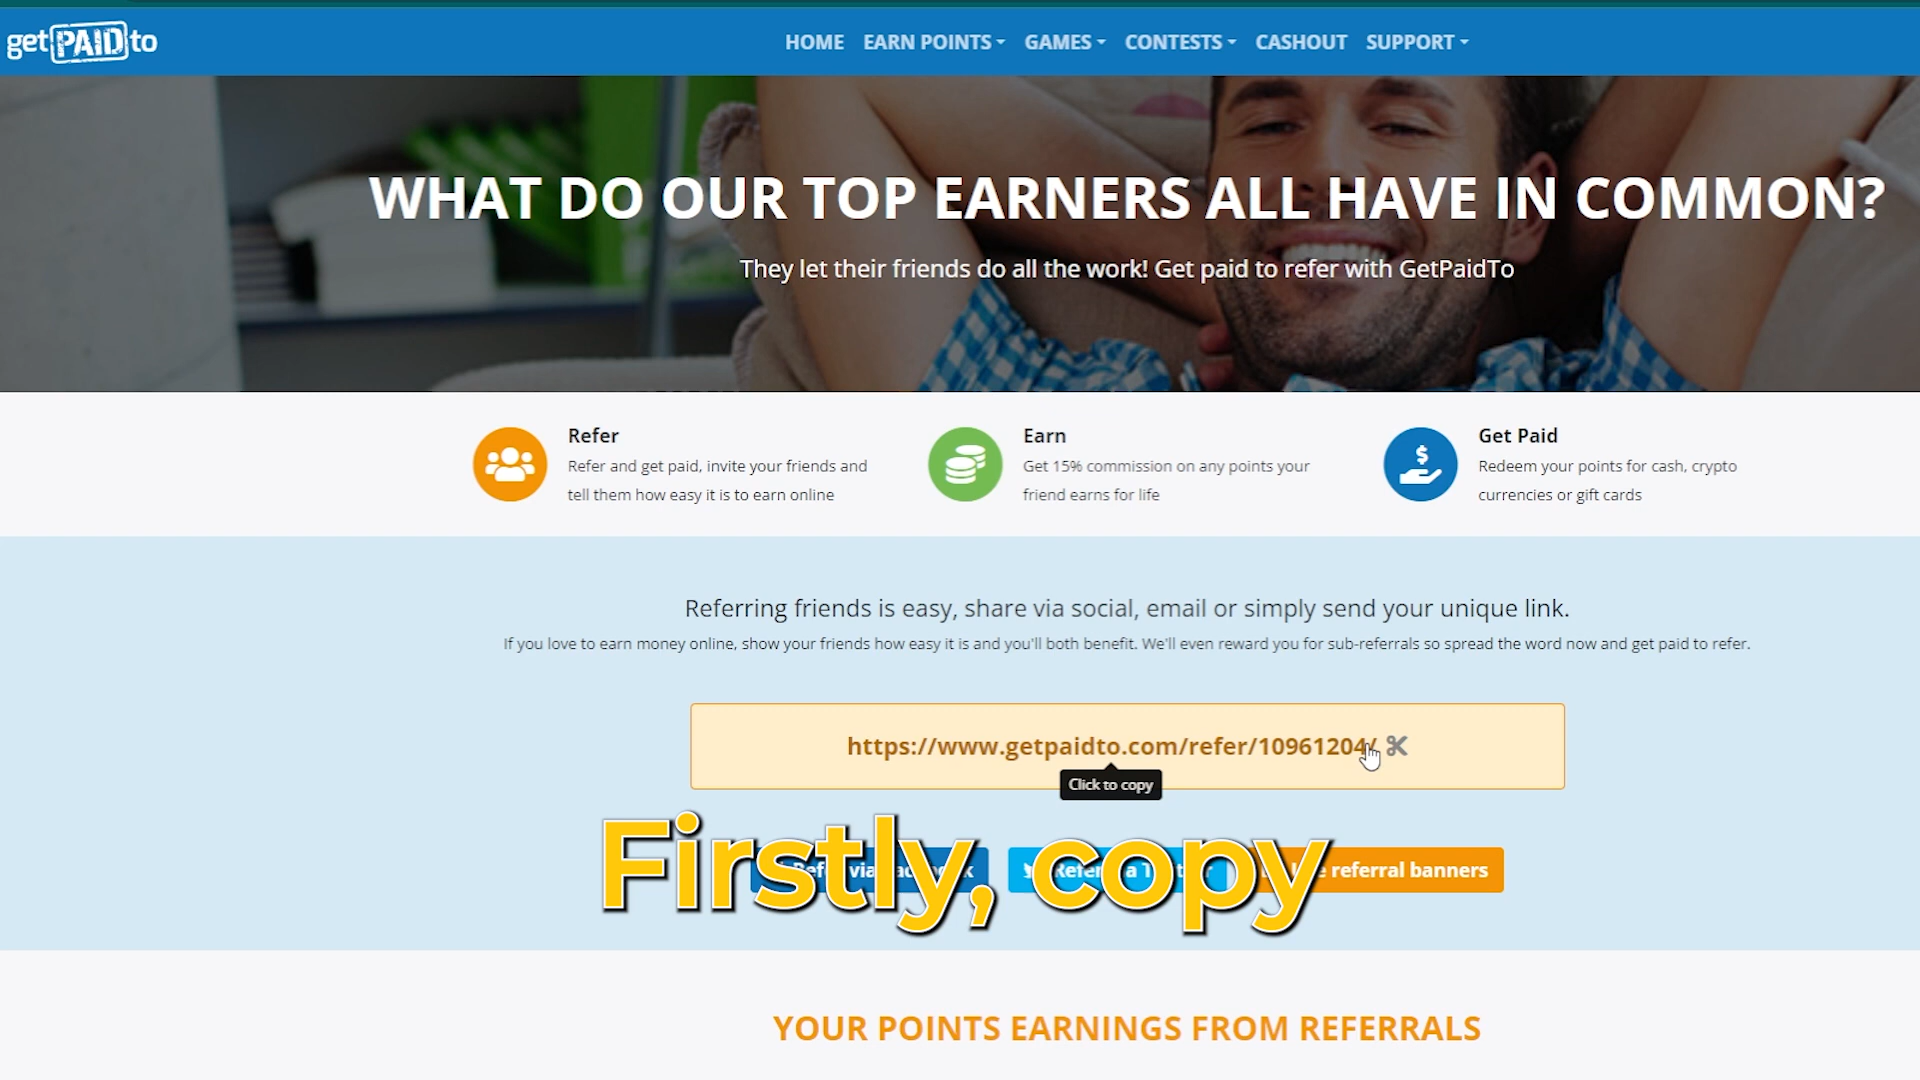 getPAIDto
HOME EARN POINTS GAMES CONTESTS CASHOUT SUPPORT
WHAT DO OUR TOP EARNERS ALL HAVE IN COMMON?
They let their friends do all the work! Get paid to refer with GetPaidTo
Refer
Refer and get paid, invite your friends and
tell them how easy it is to earn online
Earn
Get 15% commission on any points your
friend earns for life
Get Paid
Redeem your points for cash, crypto
currencies or gift cards
Referring friends is easy, share via social, email or simply send your unique link.
If you love to earn money online, show your friends how easy it is and you'll both benefit. We'll even reward you for sub-referrals so spread the word now and get paid to refer.
https://www.getpaidto.com/refer/10961204/
Click to copy
Firstly, copy
referral banners
YOUR POINTS EARNINGS FROM REFERRALS